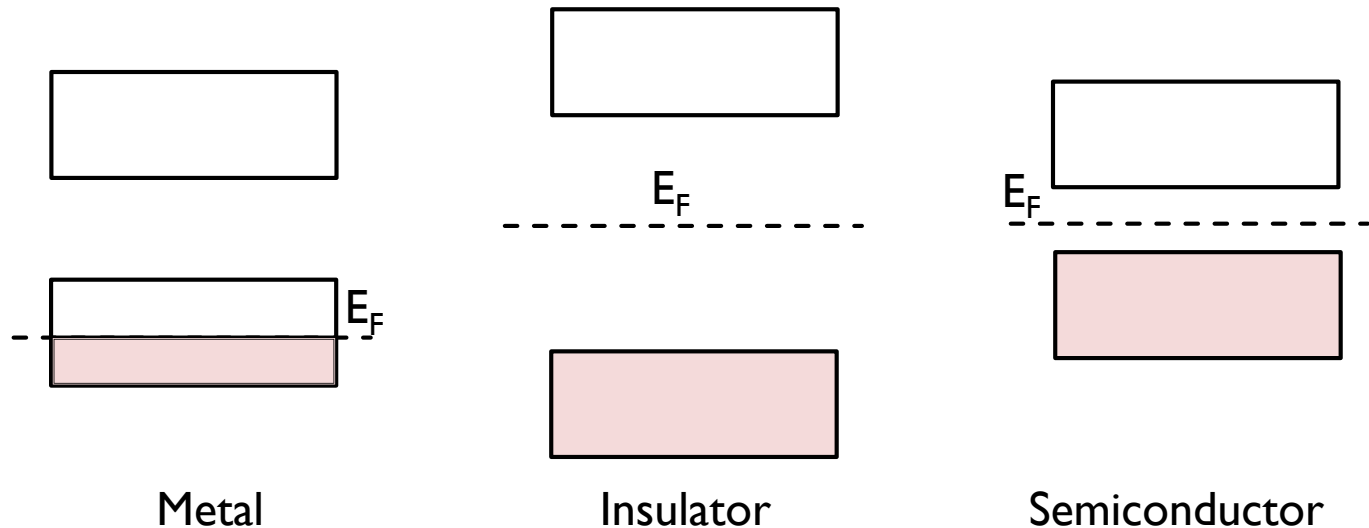 E_F
E_F
E_F
Metal
Insulator
Semiconductor